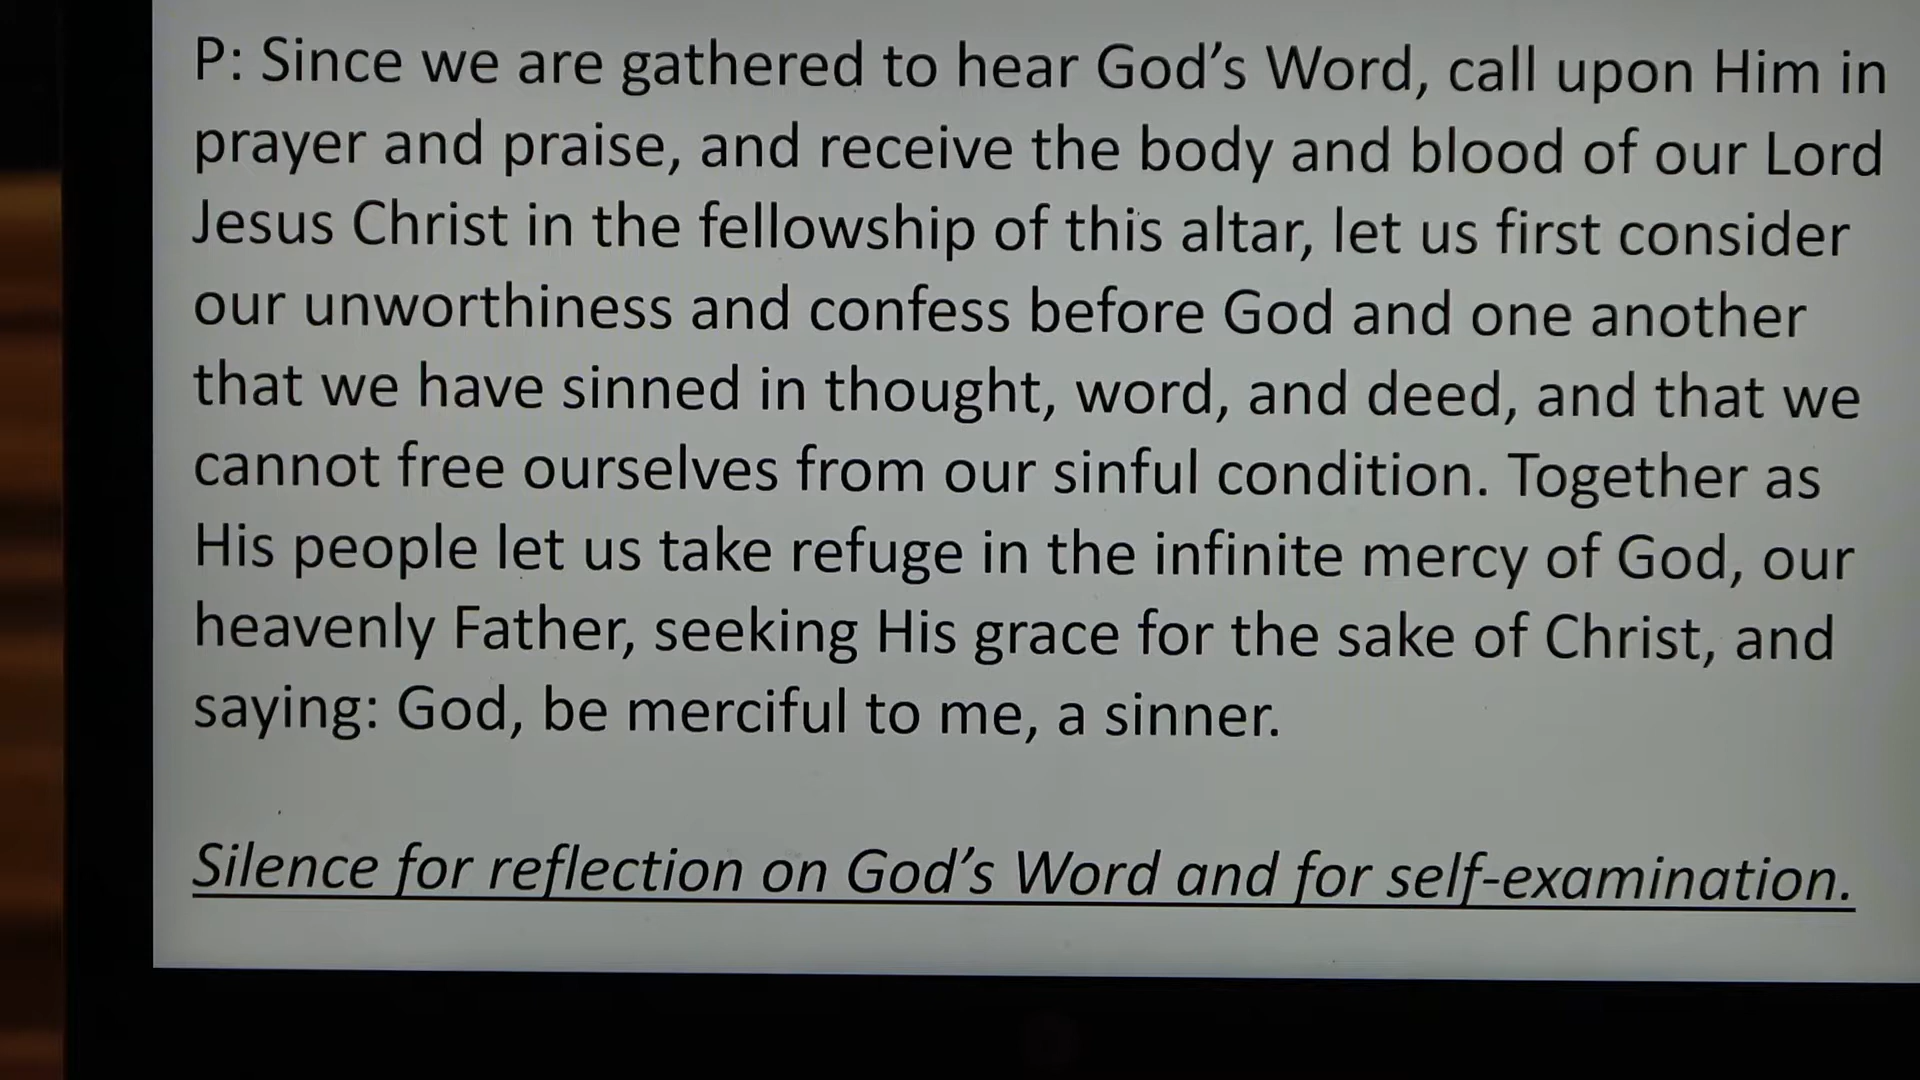 P: Since we are gathered to hear God’s Word, call upon Him in
prayer and praise, and receive the body and blood of our Lord
Jesus Christ in the fellowship of this altar, let us first consider
our unworthiness and confess before God and one another
that we have sinned in thought, word, and deed, and that we
cannot free ourselves from our sinful condition. Together as
His people let us take refuge in the infinite mercy of God, our
heavenly Father, seeking His grace for the sake of Christ, and
saying: God, be merciful to me, a sinner.
Silence for reflection on God’s Word and for self-examination.